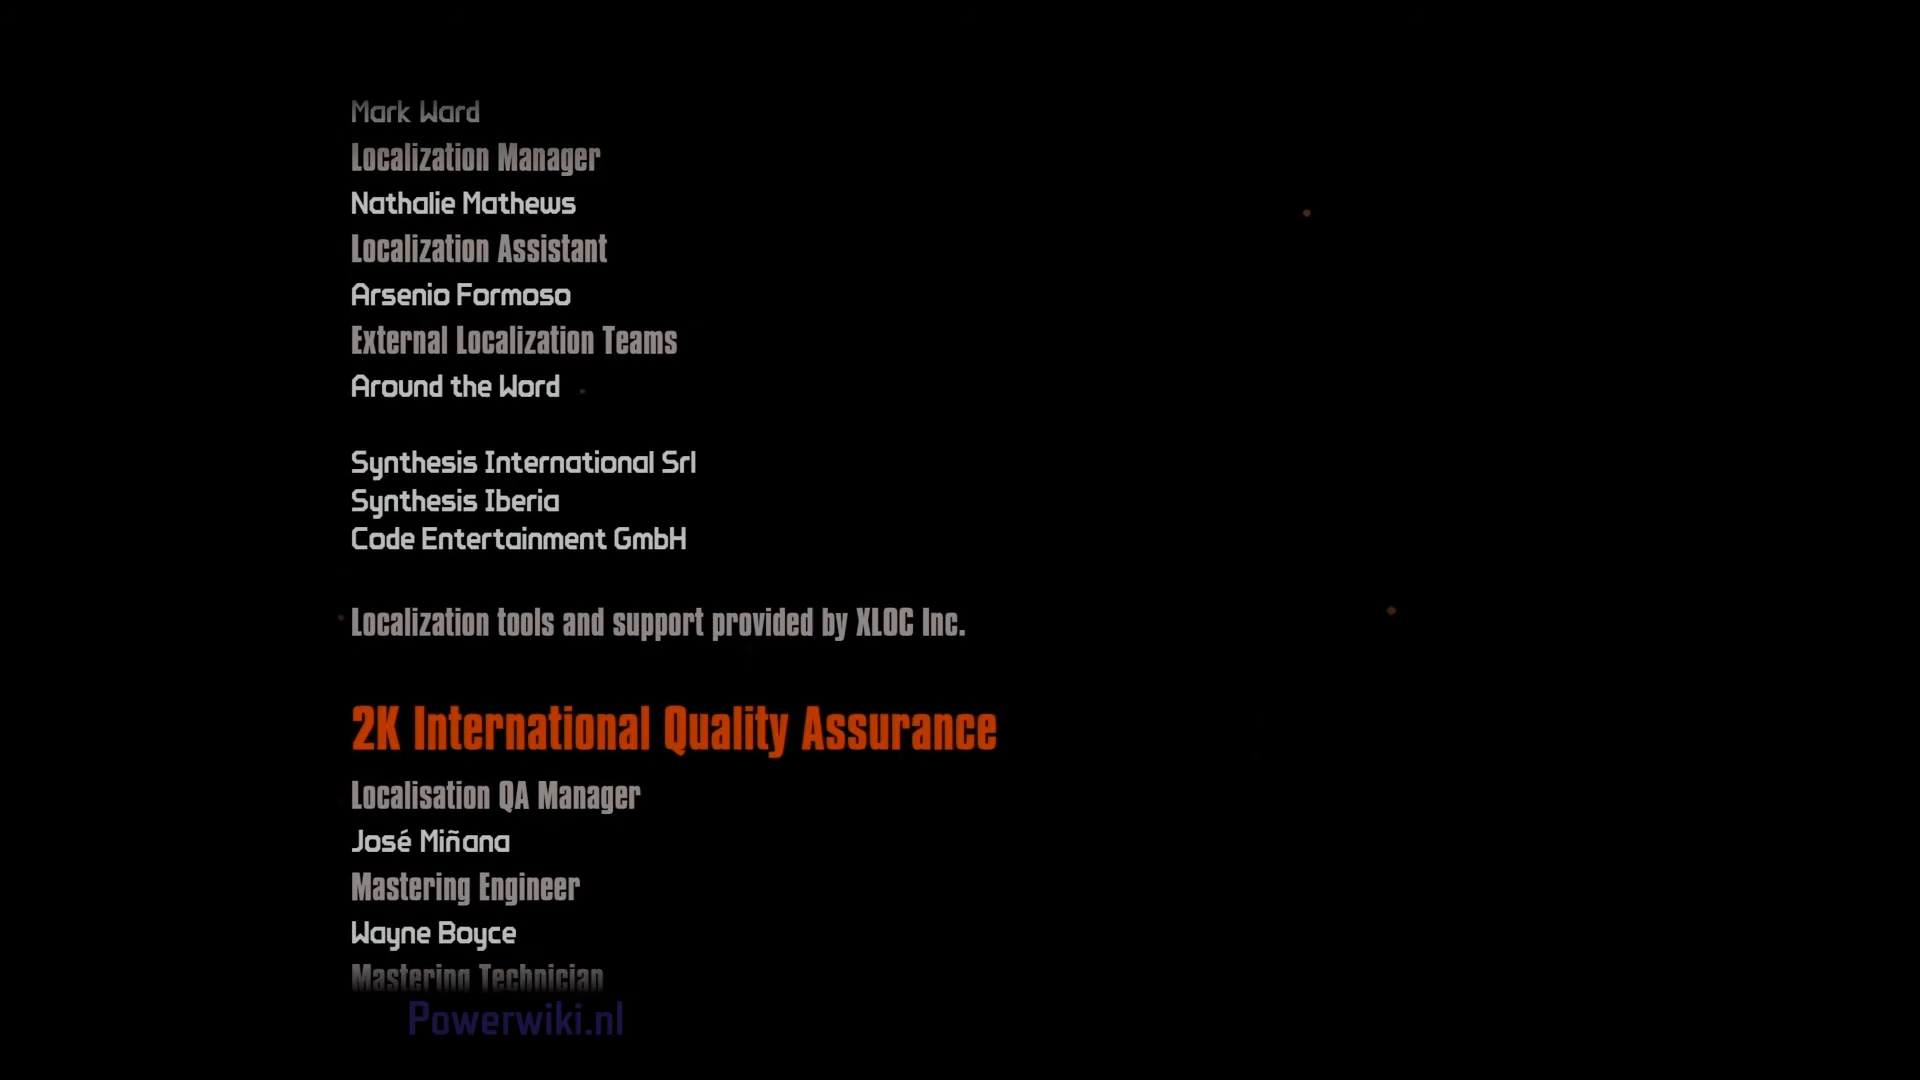 Mark Ward
Localization Manager
Nathalie Mathews
Localization Assistant
Arsenio Formoso
External Localization Teams
Around the Word
Synthesis International Srl
Synthesis Iberia
Code Entertainment GmbH
Localization tools and support provided by XLOC Inc.
2K International Quality Assurance
Localisation QA Manager
José Miñana
Mastering Engineer
Wayne Boyce
Mastering Technician
Powerwiki.nl